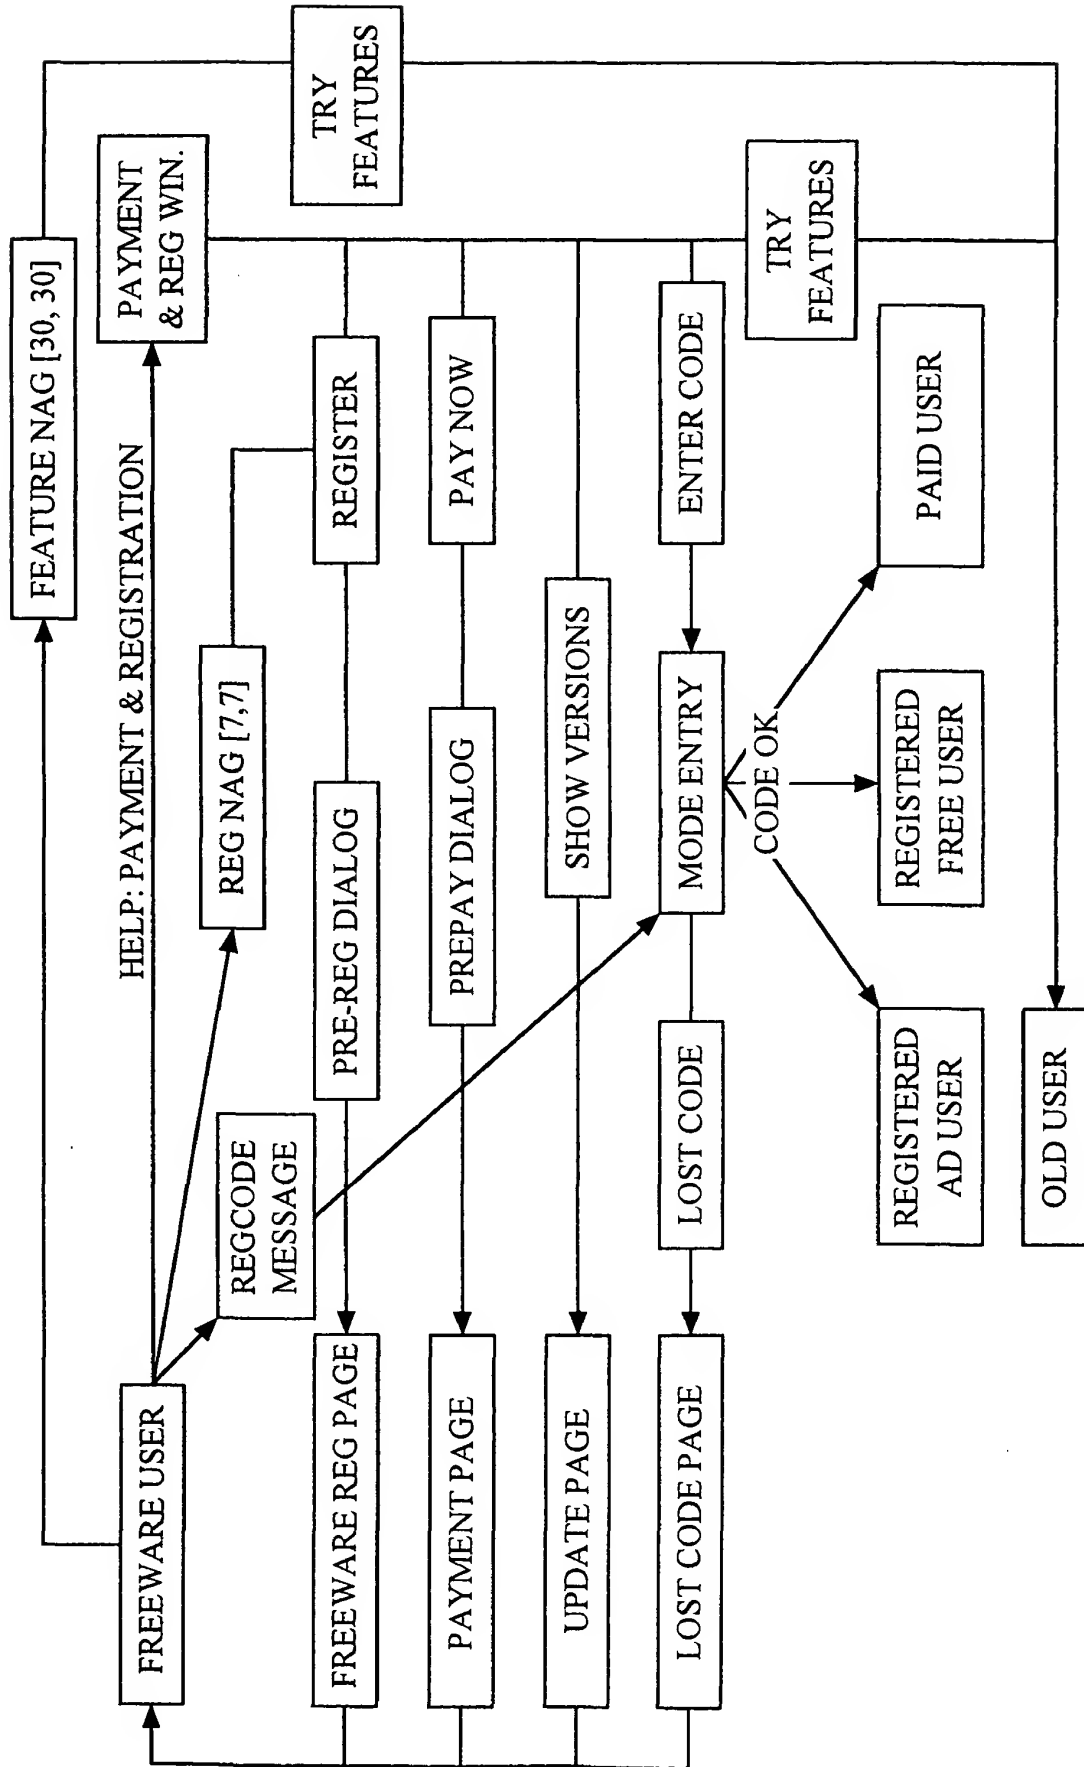 FEATURE NAG [30, 30]
TRY
FEATURES
FREEWARE USER
HELP: PAYMENT & REGISTRATION
PAYMENT
& REG WIN.
REG NAG [7,7]
REGCODE
MESSAGE
FREEWARE REG PAGE
PRE-REG DIALOG
REGISTER
PAYMENT PAGE
PREPAY DIALOG
PAY NOW
UPDATE PAGE
SHOW VERSIONS
LOST CODE PAGE
LOST CODE
MODE ENTRY
ENTER CODE
TRY
FEATURES
CODE OK
REGISTERED
AD USER
REGISTERED
FREE USER
PAID USER
OLD USER